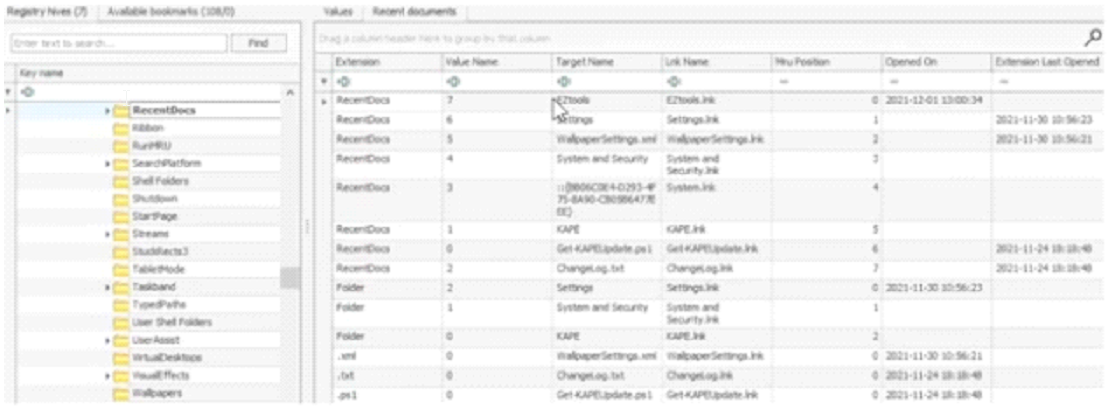 Registry hives (7) Available bookmarks (108/0)
Enter text to search... Find
Key name
RecentDocs
Ribbon
RunMRU
SearchPlatform
Shell Folders
Shutdown
StartPage
Streams
StuckRects3
TabletMode
Taskband
TypedPaths
User Shell Folders
UserAssist
VirtualDesktops
VisualEffects
Wallpapers
Values Recent documents
Drag a column header here to group by that column
Extension Value Name Target Name Lnk Name Mru Position Opened On Extension Last Opened
RecentDocs 7 EZtools EZtools.lnk 0 2021-12-01 13:00:34
RecentDocs 6 Settings Settings.lnk 1 2021-11-30 10:56:23
RecentDocs 5 WallpaperSettings.xml WallpaperSettings.lnk 2 2021-11-30 10:56:21
RecentDocs 4 System and Security System and Security.lnk 3
RecentDocs 3 System.lnk 4
RecentDocs 1 KAPE KAPE.lnk 5
RecentDocs 0 Get-KAPEUpdate.ps1 Get-KAPEUpdate.lnk 6 2021-11-24 18:18:48
RecentDocs 2 ChangeLog.txt ChangeLog.lnk 7 2021-11-24 18:18:48
Folder 2 Settings Settings.lnk 0 2021-11-30 10:56:23
Folder 1 System and Security System and Security.lnk 1
Folder 0 KAPE KAPE.lnk 2
.xml 0 WallpaperSettings.xml WallpaperSettings.lnk 0 2021-11-30 10:56:21
.txt 0 ChangeLog.txt ChangeLog.lnk 0 2021-11-24 18:18:48
.ps1 0 Get-KAPEUpdate.ps1 Get-KAPEUpdate.lnk 0 2021-11-24 18:18:48